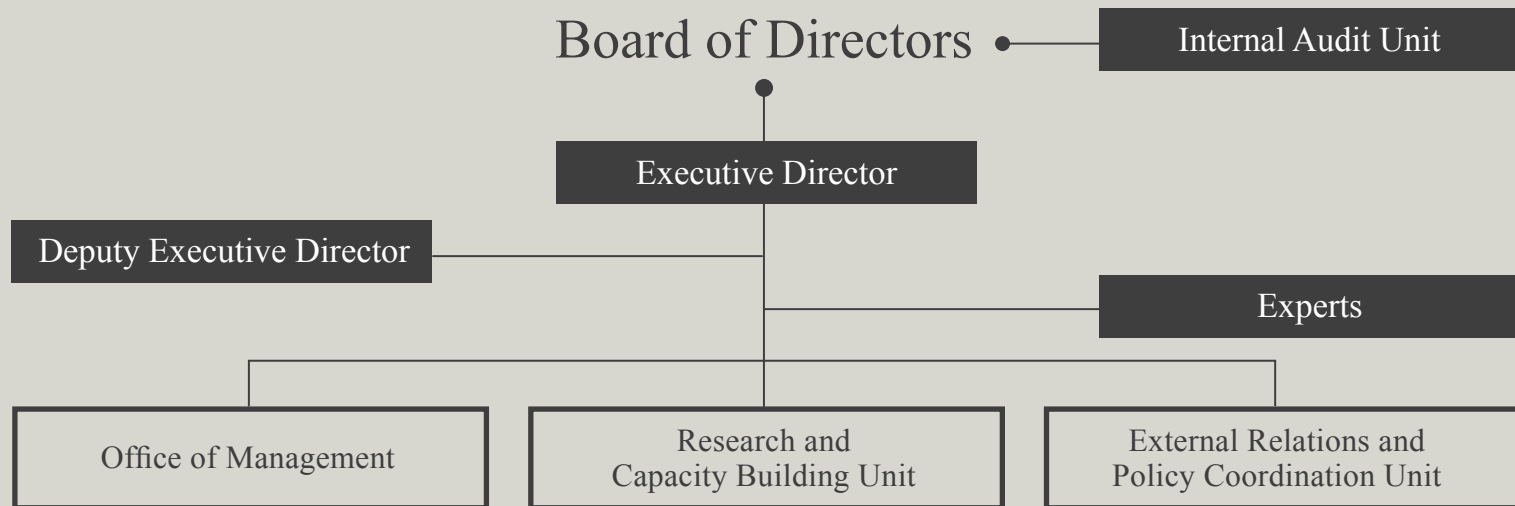 Board of Directors
Internal Audit Unit
Executive Director
Deputy Executive Director
Experts
Office of Management
Research and
Capacity Building Unit
External Relations and
Policy Coordination Unit